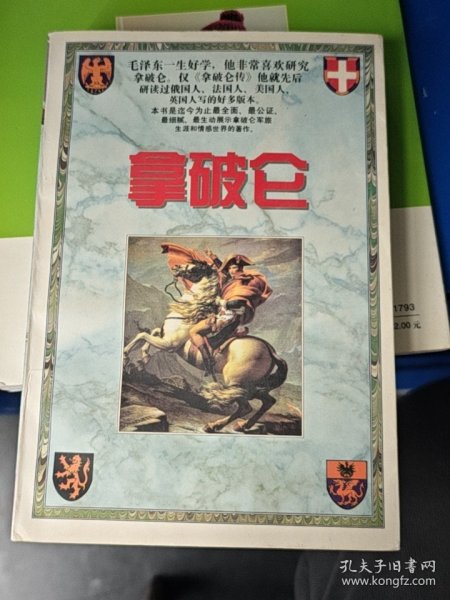 毛泽东一生好学，他非常喜欢研究
拿破仑。仅《拿破仑传》他就先后
研读过俄国人、法国人、美国人、
英国人写的好多版本。
本书是迄今为止最全面、最公证、
最细腻、最生动展示拿破仑军旅
生涯和情感世界的著作。
拿破仑
1793
2.00元
孔夫子旧书网
www.kongfz.com